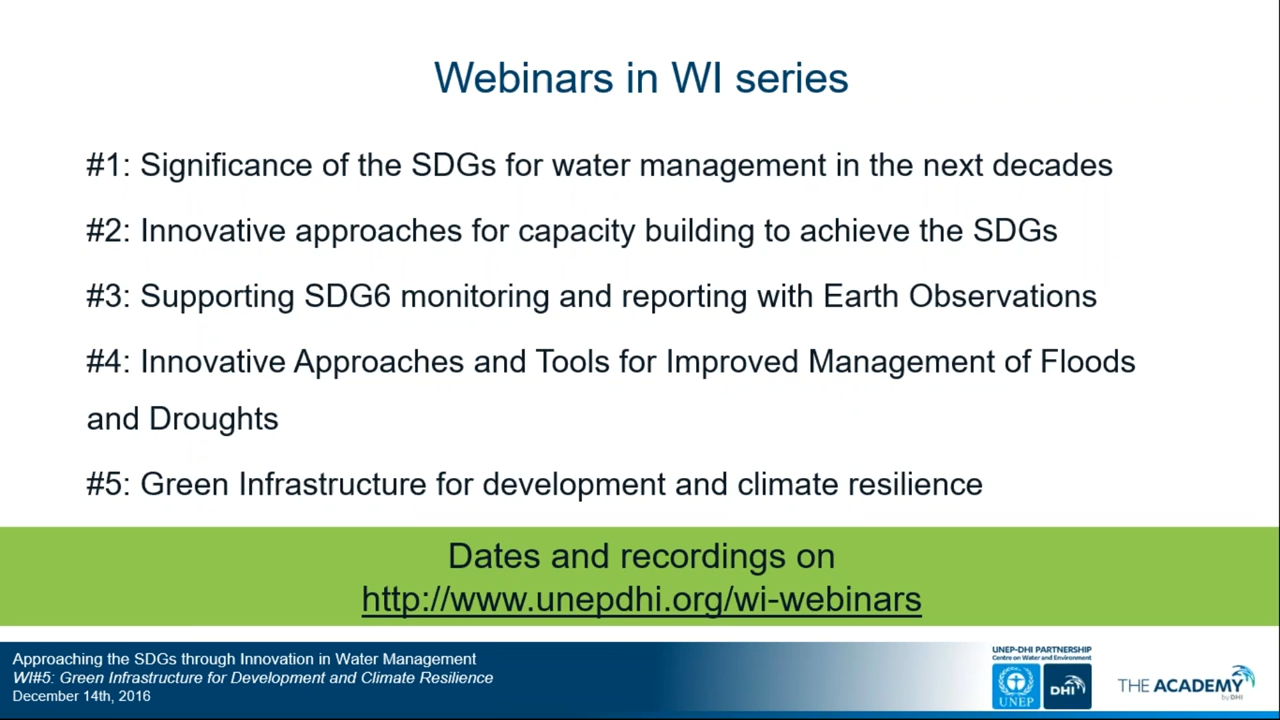 Webinars in WI series
#1: Significance of the SDGs for water management in the next decades
#2: Innovative approaches for capacity building to achieve the SDGs
#3: Supporting SDG6 monitoring and reporting with Earth Observations
#4: Innovative Approaches and Tools for Improved Management of Floods
and Droughts
#5: Green Infrastructure for development and climate resilience
Dates and recordings on
http://www.unepdhi.org/wi-webinars
Approaching the SDGs through Innovation in Water Management
WI#5: Green Infrastructure for Development and Climate Resilience
December 14th, 2016
UNEP-DHI PARTNERSHIP
Centre on Water and Environment
UNEP
DHI
THE ACADEMY
by DHI